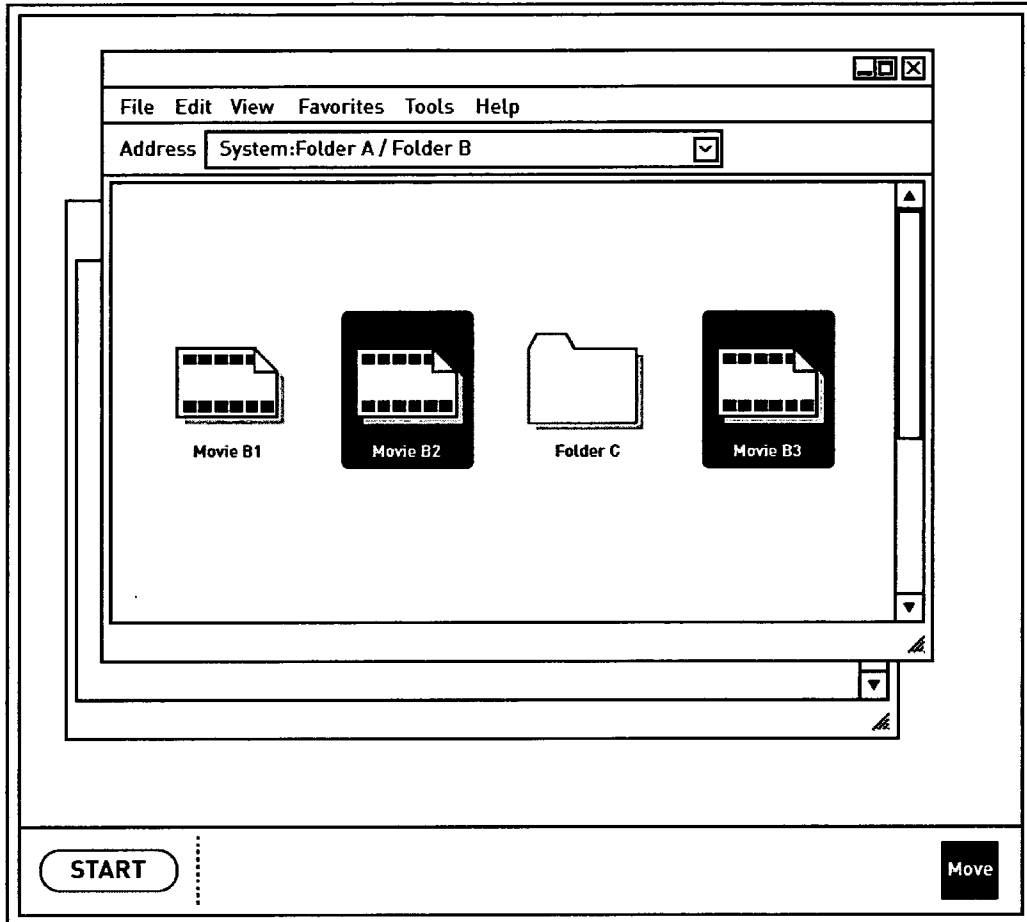 File Edit View Favorites Tools Help
Address System:Folder A / Folder B
Movie B1 Movie B2 Folder C Movie B3
START Move